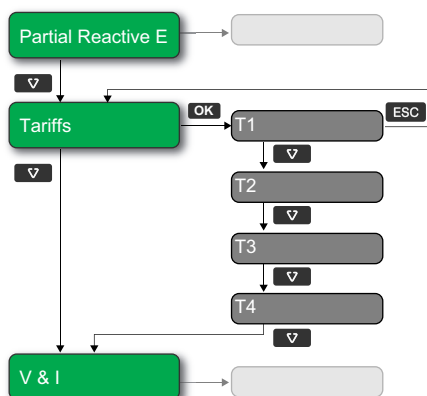 Partial Reactive E
Tariffs
OK
T1
ESC
T2
T3
T4
V & I